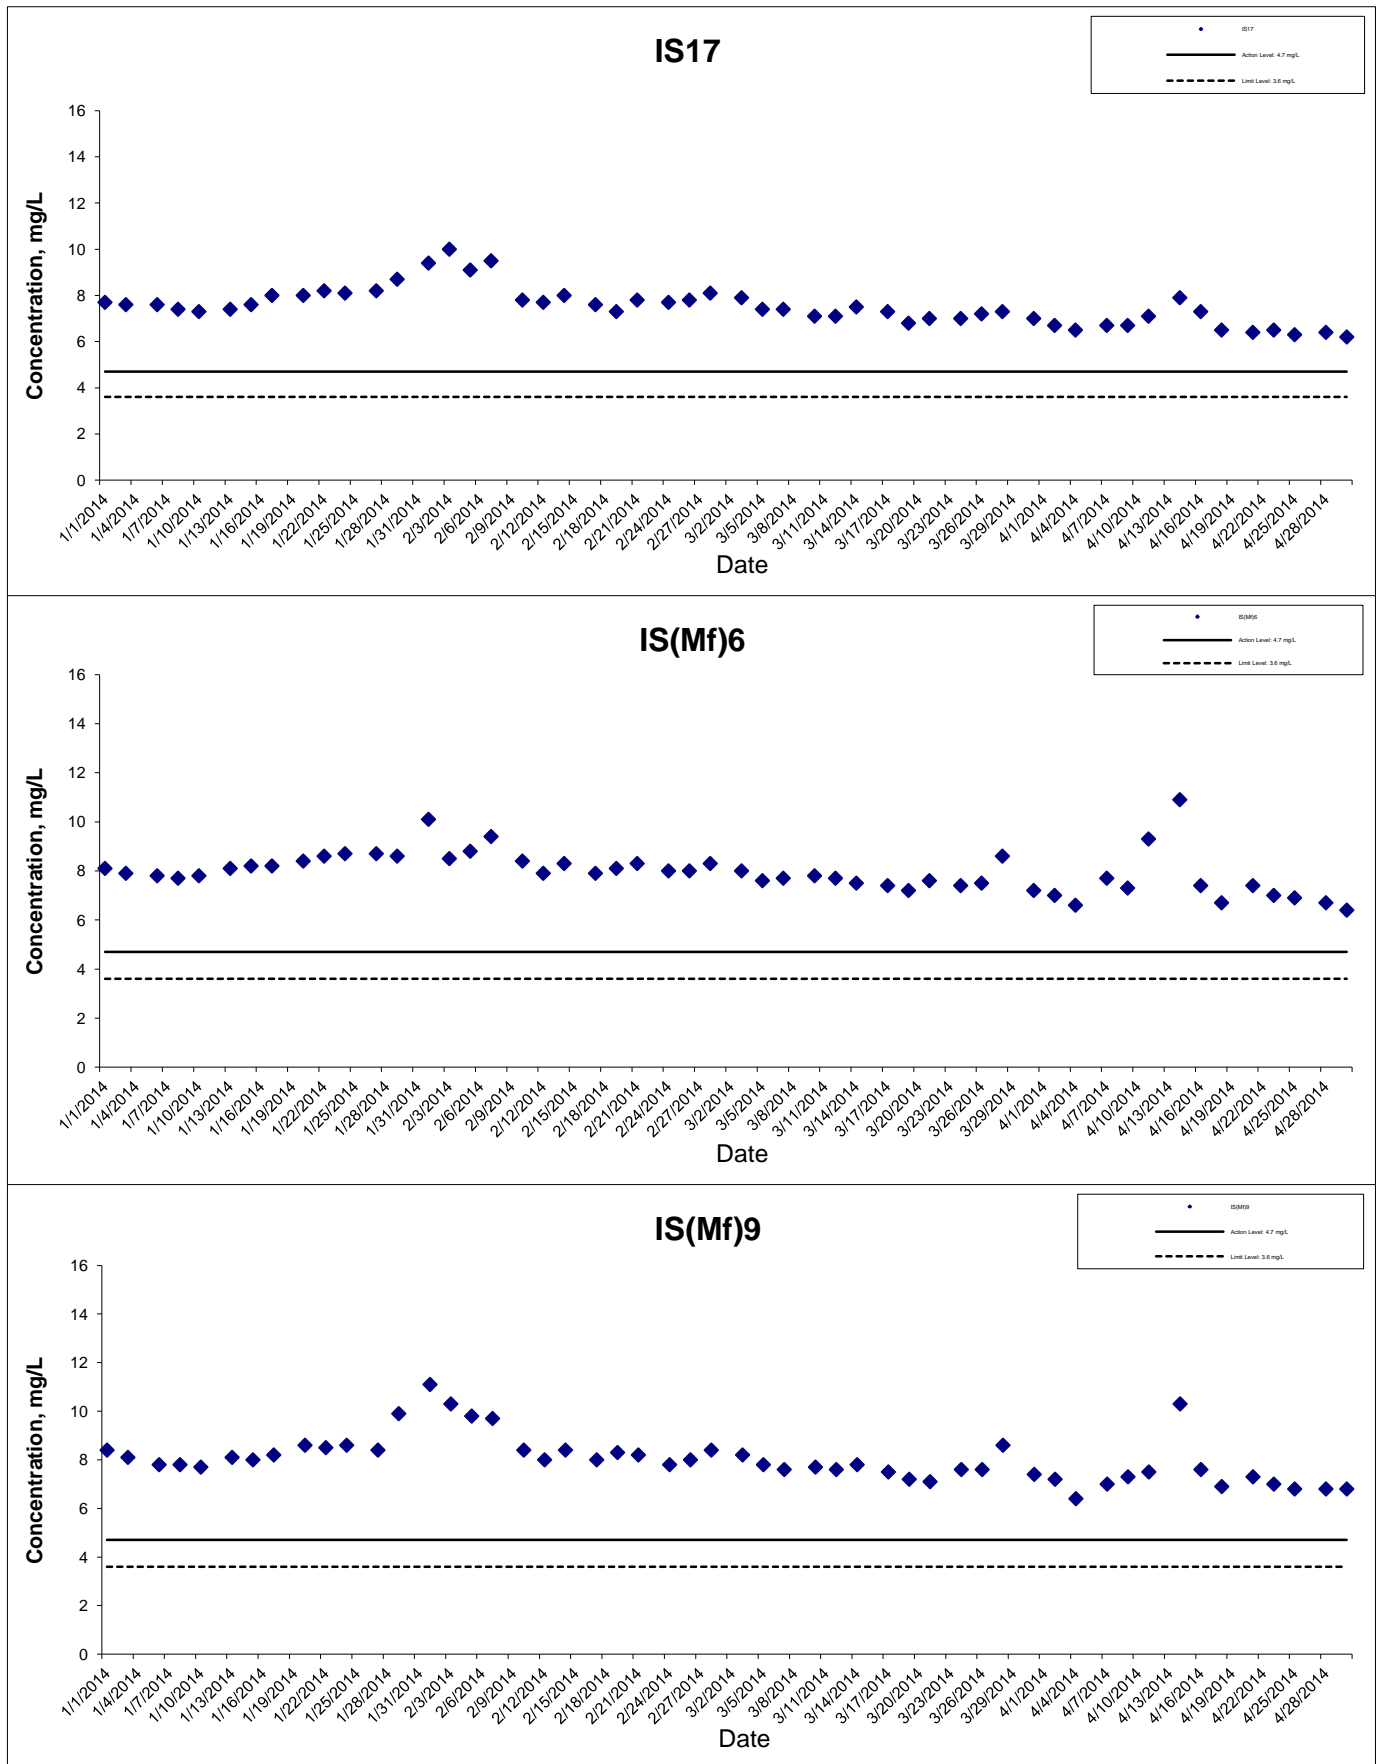 IS17
IS17
Action Level: 4.7 mg/L
Limit Level: 3.6 mg/L
Concentration, mg/L
16
14
12
10
8
6
4
2
0
1/1/2014 1/4/2014 1/7/2014 1/10/2014 1/13/2014 1/16/2014 1/19/2014 1/22/2014 1/25/2014 1/28/2014 1/31/2014 2/3/2014 2/6/2014 2/9/2014 2/12/2014 2/15/2014 2/18/2014 2/21/2014 2/24/2014 2/27/2014 3/2/2014 3/5/2014 3/8/2014 3/11/2014 3/14/2014 3/17/2014 3/20/2014 3/23/2014 3/26/2014 3/29/2014 4/1/2014 4/4/2014 4/7/2014 4/10/2014 4/13/2014 4/16/2014 4/19/2014 4/22/2014 4/25/2014 4/28/2014
Date
IS(Mf)6
IS(Mf)6
Action Level: 4.7 mg/L
Limit Level: 3.6 mg/L
Concentration, mg/L
16
14
12
10
8
6
4
2
0
1/1/2014 1/4/2014 1/7/2014 1/10/2014 1/13/2014 1/16/2014 1/19/2014 1/22/2014 1/25/2014 1/28/2014 1/31/2014 2/3/2014 2/6/2014 2/9/2014 2/12/2014 2/15/2014 2/18/2014 2/21/2014 2/24/2014 2/27/2014 3/2/2014 3/5/2014 3/8/2014 3/11/2014 3/14/2014 3/17/2014 3/20/2014 3/23/2014 3/26/2014 3/29/2014 4/1/2014 4/4/2014 4/7/2014 4/10/2014 4/13/2014 4/16/2014 4/19/2014 4/22/2014 4/25/2014 4/28/2014
Date
IS(Mf)9
IS(Mf)9
Action Level: 4.7 mg/L
Limit Level: 3.6 mg/L
Concentration, mg/L
16
14
12
10
8
6
4
2
0
1/1/2014 1/4/2014 1/7/2014 1/10/2014 1/13/2014 1/16/2014 1/19/2014 1/22/2014 1/25/2014 1/28/2014 1/31/2014 2/3/2014 2/6/2014 2/9/2014 2/12/2014 2/15/2014 2/18/2014 2/21/2014 2/24/2014 2/27/2014 3/2/2014 3/5/2014 3/8/2014 3/11/2014 3/14/2014 3/17/2014 3/20/2014 3/23/2014 3/26/2014 3/29/2014 4/1/2014 4/4/2014 4/7/2014 4/10/2014 4/13/2014 4/16/2014 4/19/2014 4/22/2014 4/25/2014 4/28/2014
Date